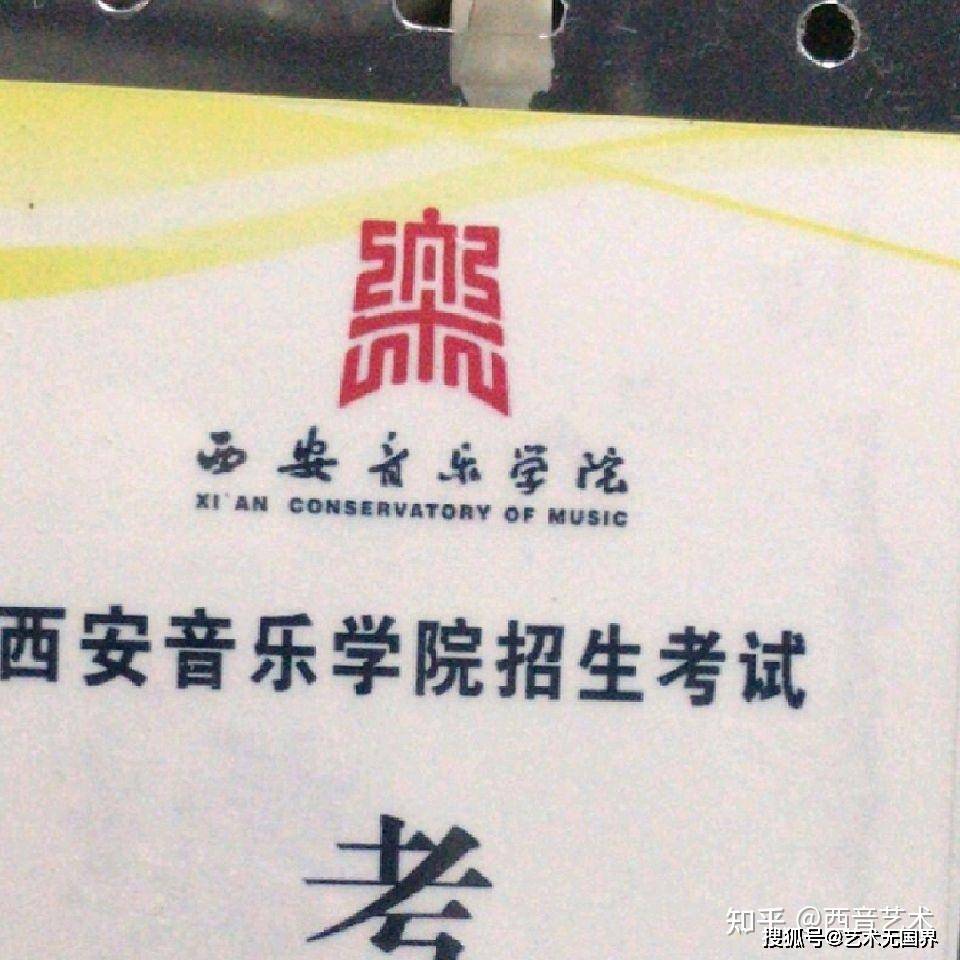 西安音乐学院
XI'AN CONSERVATORY OF MUSIC
西安音乐学院招生考试
考
知乎 @西音艺术
搜狐号@艺术无国界